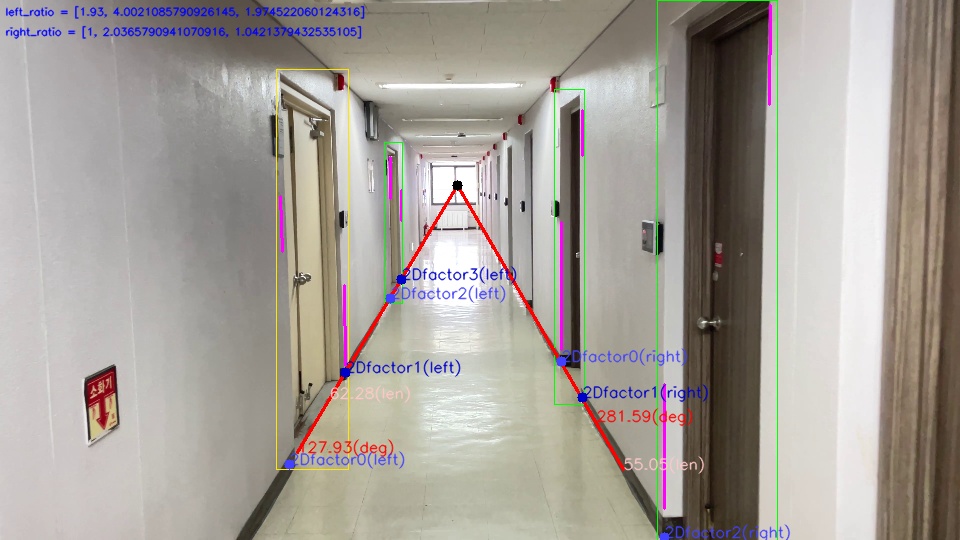 left_ratio = [1.93, 4.0021085790926145, 1.974522060124316]
right_ratio = [1, 2.0365790941070916, 1.0421379432535105]
2Dfactor3(left)
2Dfactor2(left)
2Dfactor0(right)
2Dfactor1(left)
62.28(len)
2Dfactor1(right)
소화기
281.59(deg)
127.93(deg)
2Dfactor0(left)
55.05(len)
2Dfactor2(right)